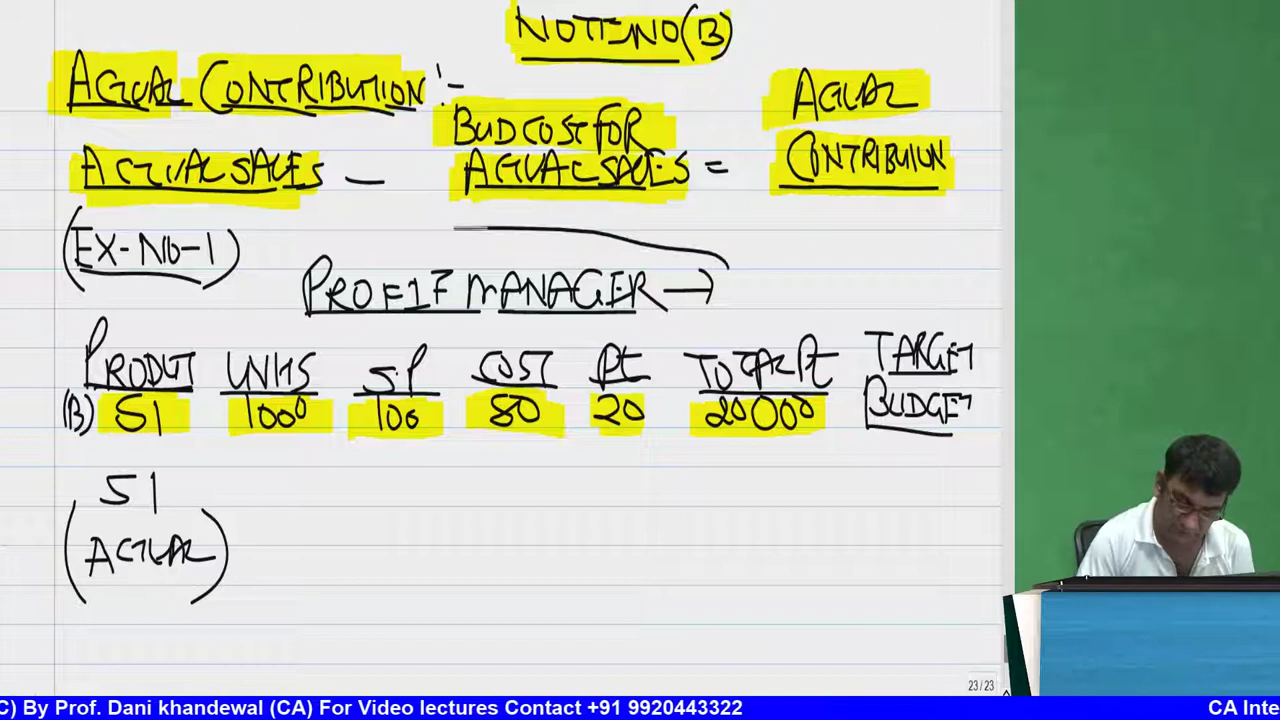 NOTE NO (B)
ACTUAL CONTRIBUTION :-
ACTUAL SALES - BUD COST FOR ACTUAL SALES = ACTUAL CONTRIBUTION
(EX-NO-1)
PROFIT MANAGER →
PRODUT UNITS S.P COST Pt TOTAL Pt TARGET
(B) S1 1000 100 80 20 20000 BUDGET
S1
(ACTUAL)
23 / 23
C) By Prof. Dani khandewal (CA) For Video lectures Contact +91 9920443322 CA Inte